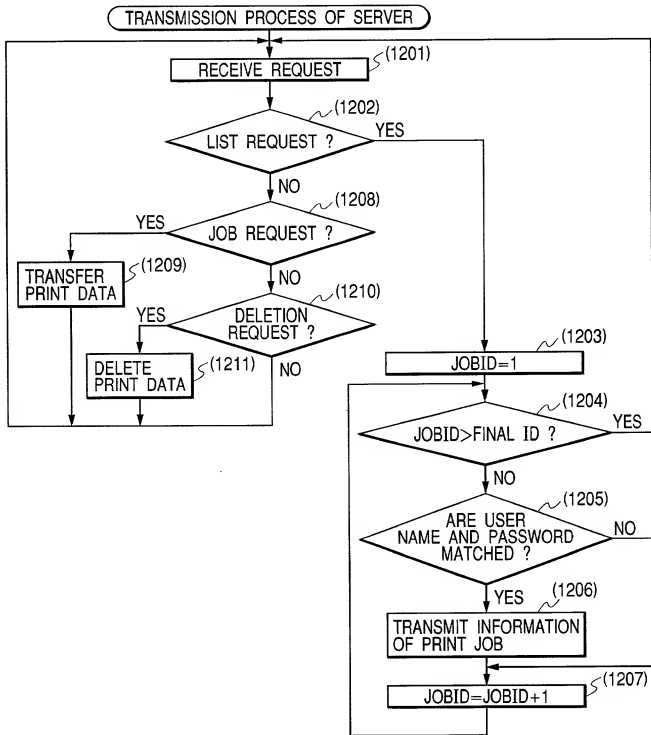 TRANSMISSION PROCESS OF SERVER
RECEIVE REQUEST
(1201)
LIST REQUEST ?
(1202)
YES
NO
JOB REQUEST ?
(1208)
YES
NO
TRANSFER
PRINT DATA
(1209)
DELETION
REQUEST ?
(1210)
YES
NO
DELETE
PRINT DATA
(1211)
JOBID=1
(1203)
JOBID>FINAL ID ?
(1204)
YES
NO
ARE USER
NAME AND PASSWORD
MATCHED ?
(1205)
NO
YES
TRANSMIT INFORMATION
OF PRINT JOB
(1206)
JOBID=JOBID+1
(1207)